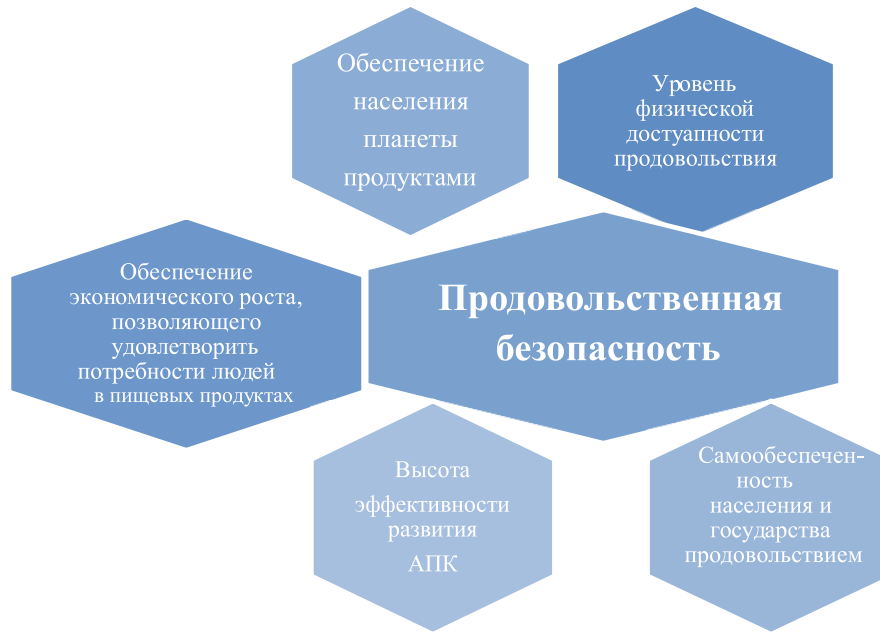 Обеспечение
населения
планеты
продуктами
Уровень
физической
достуапности
продовольствия
Обеспечение
экономического роста,
позволяющего
удовлетворить
потребности людей
в пищевых продуктах
Продовольственная
безопасность
Высота
эффективности
развития
АПК
Самообеспечен-
ность
населения и
государства
продовольствием